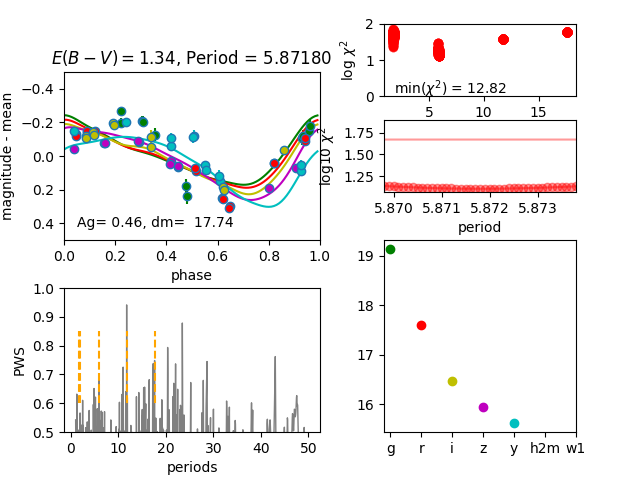 E(B − V) = 1.34, Period = 5.87180
magnitude - mean
−0.4
−0.2
0.0
0.2
0.4
Ag= 0.46, dm=  17.74
0.0 0.2 0.4 0.6 0.8 1.0
phase
log χ²
2
1
0
min(χ²) = 12.82
5 10 15
log10 χ²
1.75
1.50
1.25
5.870 5.871 5.872 5.873
period
PWS
1.0
0.9
0.8
0.7
0.6
0.5
0 10 20 30 40 50
periods
19
18
17
16
g r i z y h2m w1